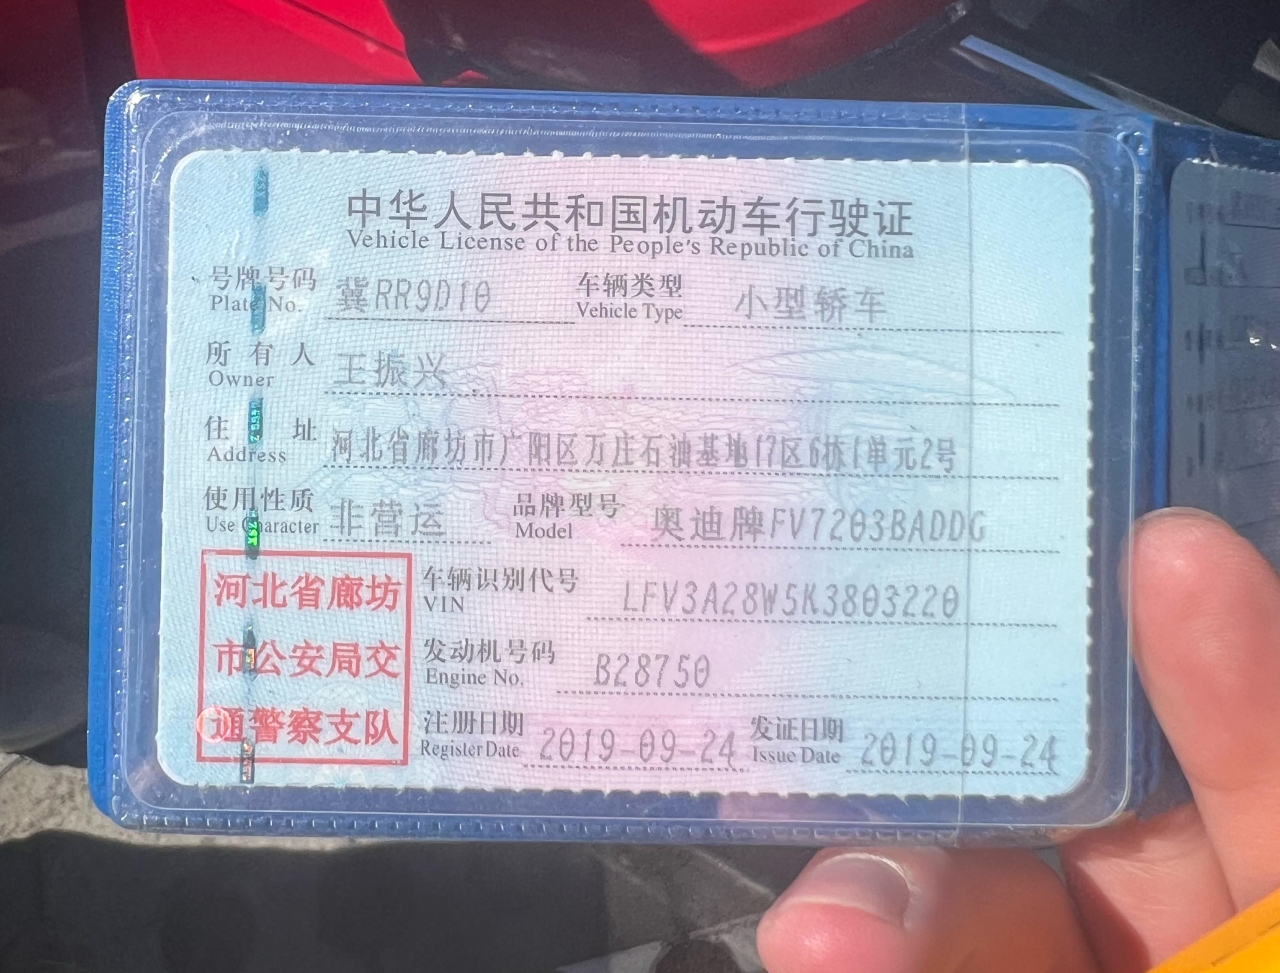 中华人民共和国机动车行驶证
Vehicle License of the People's Republic of China
号牌号码 冀RR9D10 车辆类型 小型轿车
Plate No. Vehicle Type
所有人 王振兴
Owner
住址 河北省廊坊市广阳区万庄石油基地17区6栋1单元2号
Address
使用性质 非营运 品牌型号 奥迪牌FV7203BADDG
Use Character Model
河北省廊坊
市公安局交
通警察支队
车辆识别代号 LFV3A28W5K3803220
VIN
发动机号码 B28750
Engine No.
注册日期 2019-09-24 发证日期 2019-09-24
Register Date Issue Date